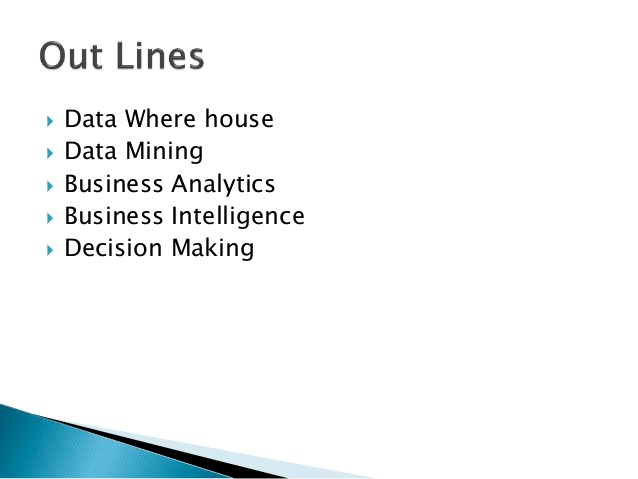 Out Lines
Data Where house
Data Mining
Business Analytics
Business Intelligence
Decision Making